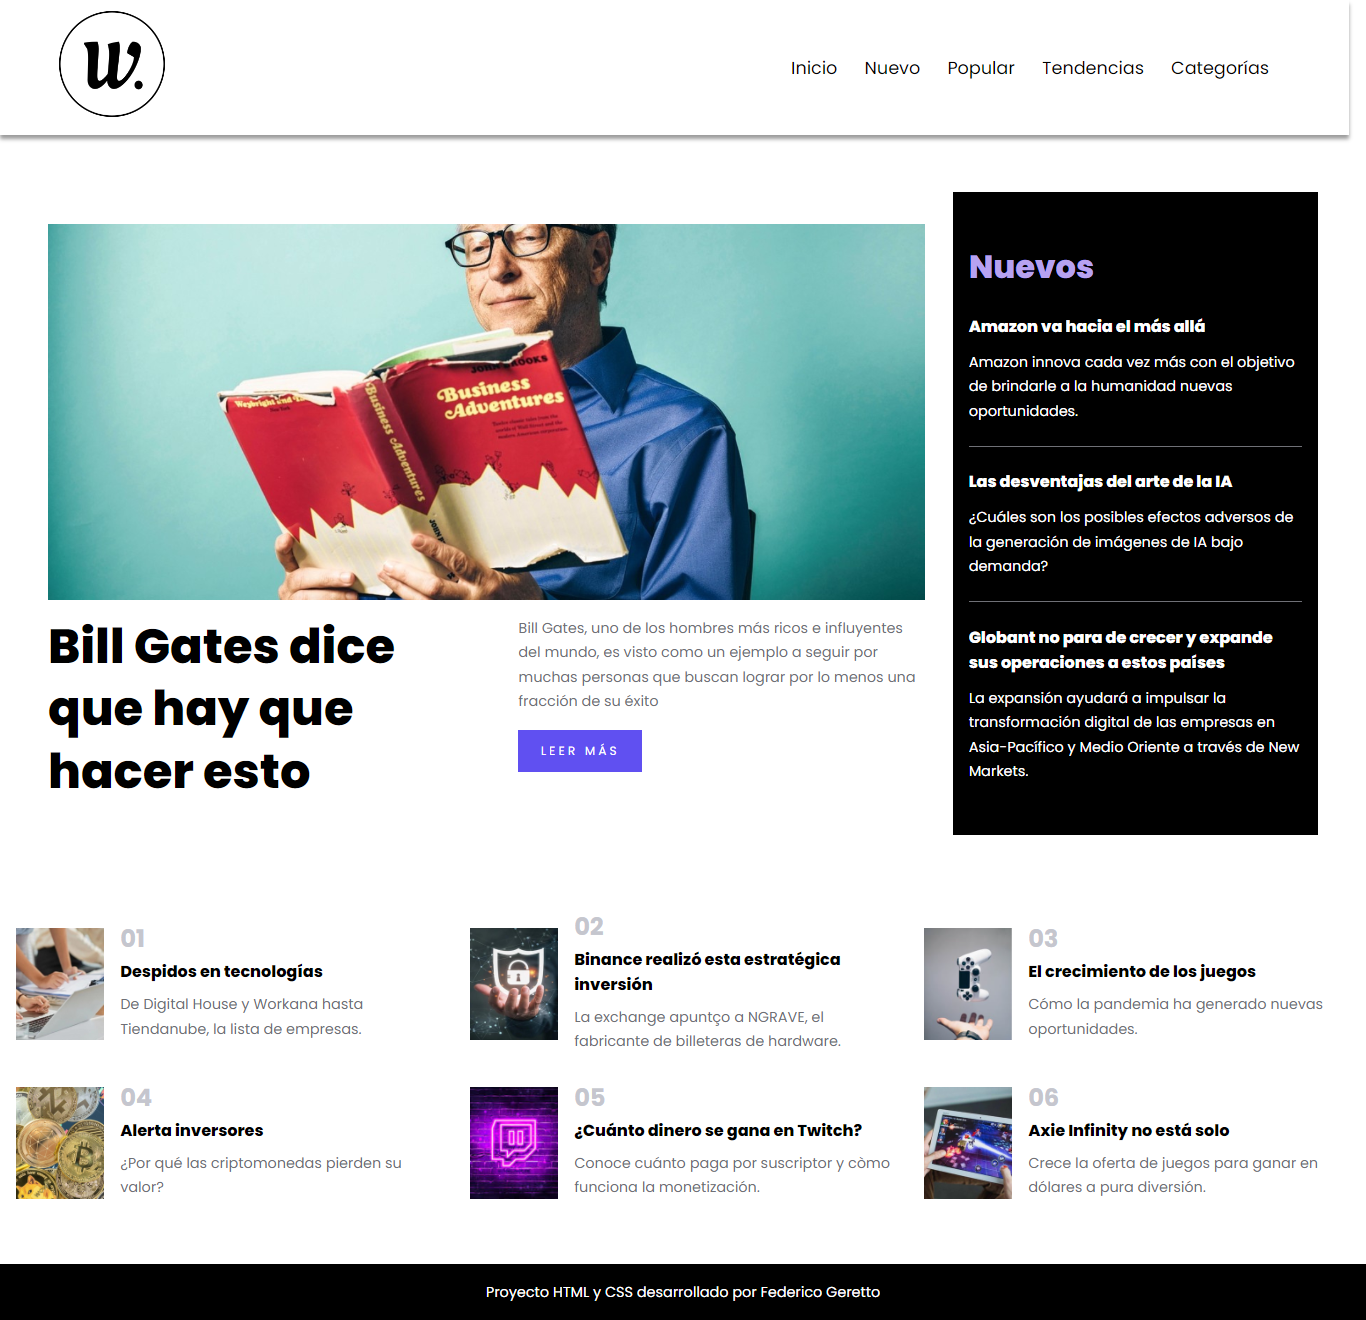 W.
Inicio Nuevo Popular Tendencias Categorías
JOHN BROOKS
Business
Adventures
Business Adventures
Bill Gates dice
que hay que
hacer esto
Bill Gates, uno de los hombres más ricos e influyentes
del mundo, es visto como un ejemplo a seguir por
muchas personas que buscan lograr por lo menos una
fracción de su éxito
LEER MÁS
Nuevos
Amazon va hacia el más allá
Amazon innova cada vez más con el objetivo
de brindarle a la humanidad nuevas
oportunidades.
Las desventajas del arte de la IA
¿Cuáles son los posibles efectos adversos de
la generación de imágenes de IA bajo
demanda?
Globant no para de crecer y expande
sus operaciones a estos países
La expansión ayudará a impulsar la
transformación digital de las empresas en
Asia-Pacífico y Medio Oriente a través de New
Markets.
01
Despidos en tecnologías
De Digital House y Workana hasta
Tiendanube, la lista de empresas.
02
Binance realizó esta estratégica
inversión
La exchange apuntço a NGRAVE, el
fabricante de billeteras de hardware.
03
El crecimiento de los juegos
Cómo la pandemia ha generado nuevas
oportunidades.
04
Alerta inversores
¿Por qué las criptomonedas pierden su
valor?
05
¿Cuánto dinero se gana en Twitch?
Conoce cuánto paga por suscriptor y còmo
funciona la monetización.
06
Axie Infinity no está solo
Crece la oferta de juegos para ganar en
dólares a pura diversión.
Proyecto HTML y CSS desarrollado por Federico Geretto